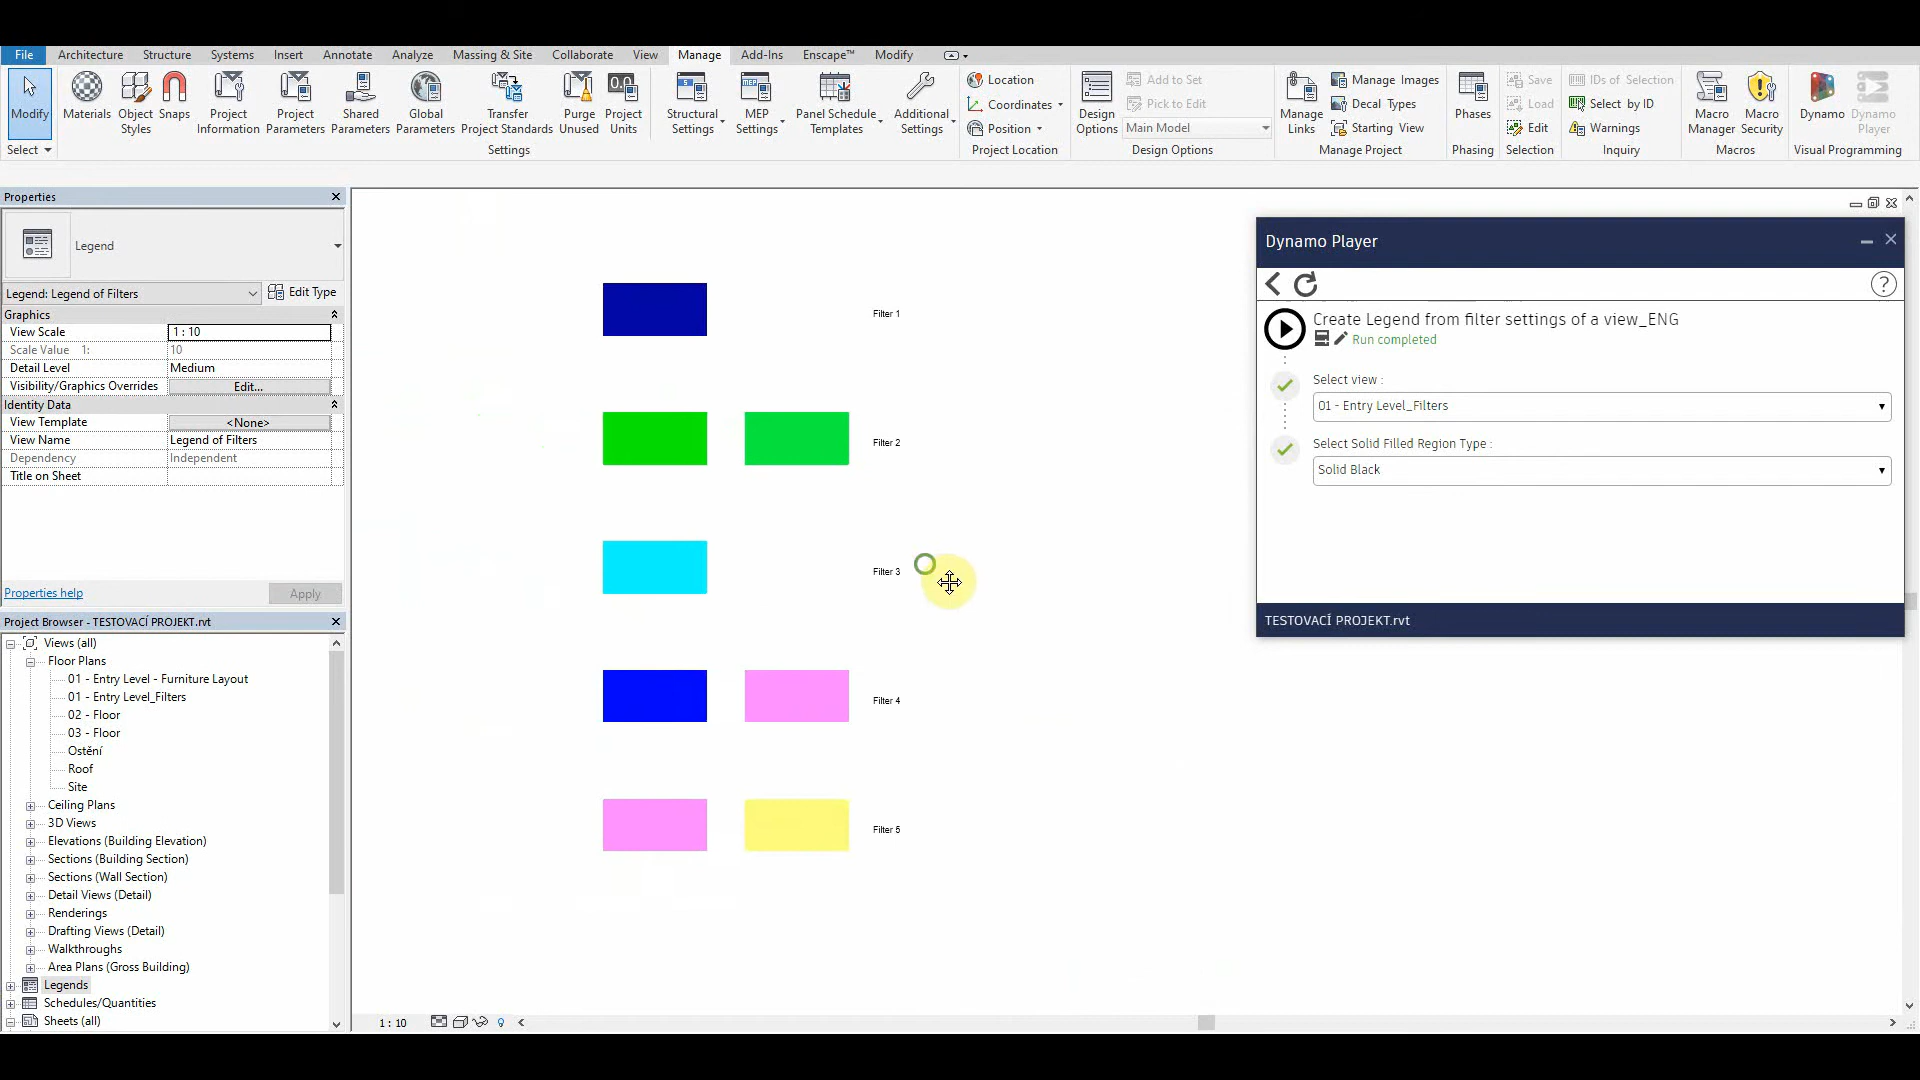 File Architecture Structure Systems Insert Annotate Analyze Massing & Site Collaborate View Manage Add-Ins Enscape™ Modify
Modify
Select
Materials
Object Styles
Snaps
Project Information
Project Parameters
Shared Parameters
Global Parameters
Transfer Project Standards
Purge Unused
Project Units
Settings
Structural Settings
MEP Settings
Panel Schedule Templates
Additional Settings
Location
Coordinates
Position
Project Location
Design Options
Add to Set
Pick to Edit
Main Model
Design Options
Manage Links
Manage Images
Decal Types
Starting View
Manage Project
Phases
Phasing
Save
Load
Edit
Selection
IDs of Selection
Select by ID
Warnings
Inquiry
Macro Manager
Macro Security
Macros
Dynamo
Dynamo Player
Visual Programming
Properties
Legend
Legend: Legend of Filters
Edit Type
Graphics
View Scale 1 : 10
Scale Value 1: 10
Detail Level Medium
Visibility/Graphics Overrides Edit...
Identity Data
View Template <None>
View Name Legend of Filters
Dependency Independent
Title on Sheet
Properties help
Apply
Project Browser - TESTOVACÍ PROJEKT.rvt
Views (all)
Floor Plans
01 - Entry Level - Furniture Layout
01 - Entry Level_Filters
02 - Floor
03 - Floor
Ostění
Roof
Site
Ceiling Plans
3D Views
Elevations (Building Elevation)
Sections (Building Section)
Sections (Wall Section)
Detail Views (Detail)
Renderings
Drafting Views (Detail)
Walkthroughs
Area Plans (Gross Building)
Legends
Schedules/Quantities
Sheets (all)
Filter 1
Filter 2
Filter 3
Filter 4
Filter 5
1 : 10
Dynamo Player
?
Create Legend from filter settings of a view_ENG
Run completed
Select view :
01 - Entry Level_Filters
Select Solid Filled Region Type :
Solid Black
TESTOVACÍ PROJEKT.rvt